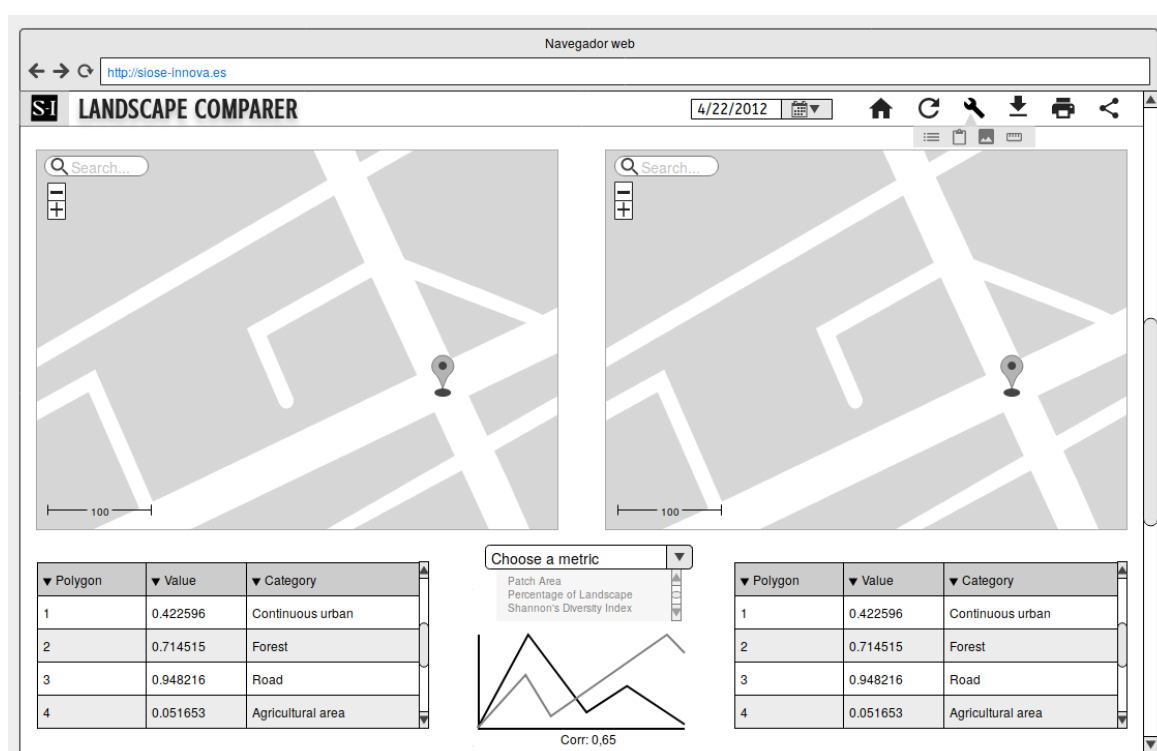 Navegador web
http://siose-innova.es
S-I LANDSCAPE COMPARER 4/22/2012
Search...
Search...
100
100
Choose a metric
Patch Area
Percentage of Landscape
Shannon's Diversity Index
Polygon Value Category
1 0.422596 Continuous urban
2 0.714515 Forest
3 0.948216 Road
4 0.051653 Agricultural area
Corr: 0,65
Polygon Value Category
1 0.422596 Continuous urban
2 0.714515 Forest
3 0.948216 Road
4 0.051653 Agricultural area